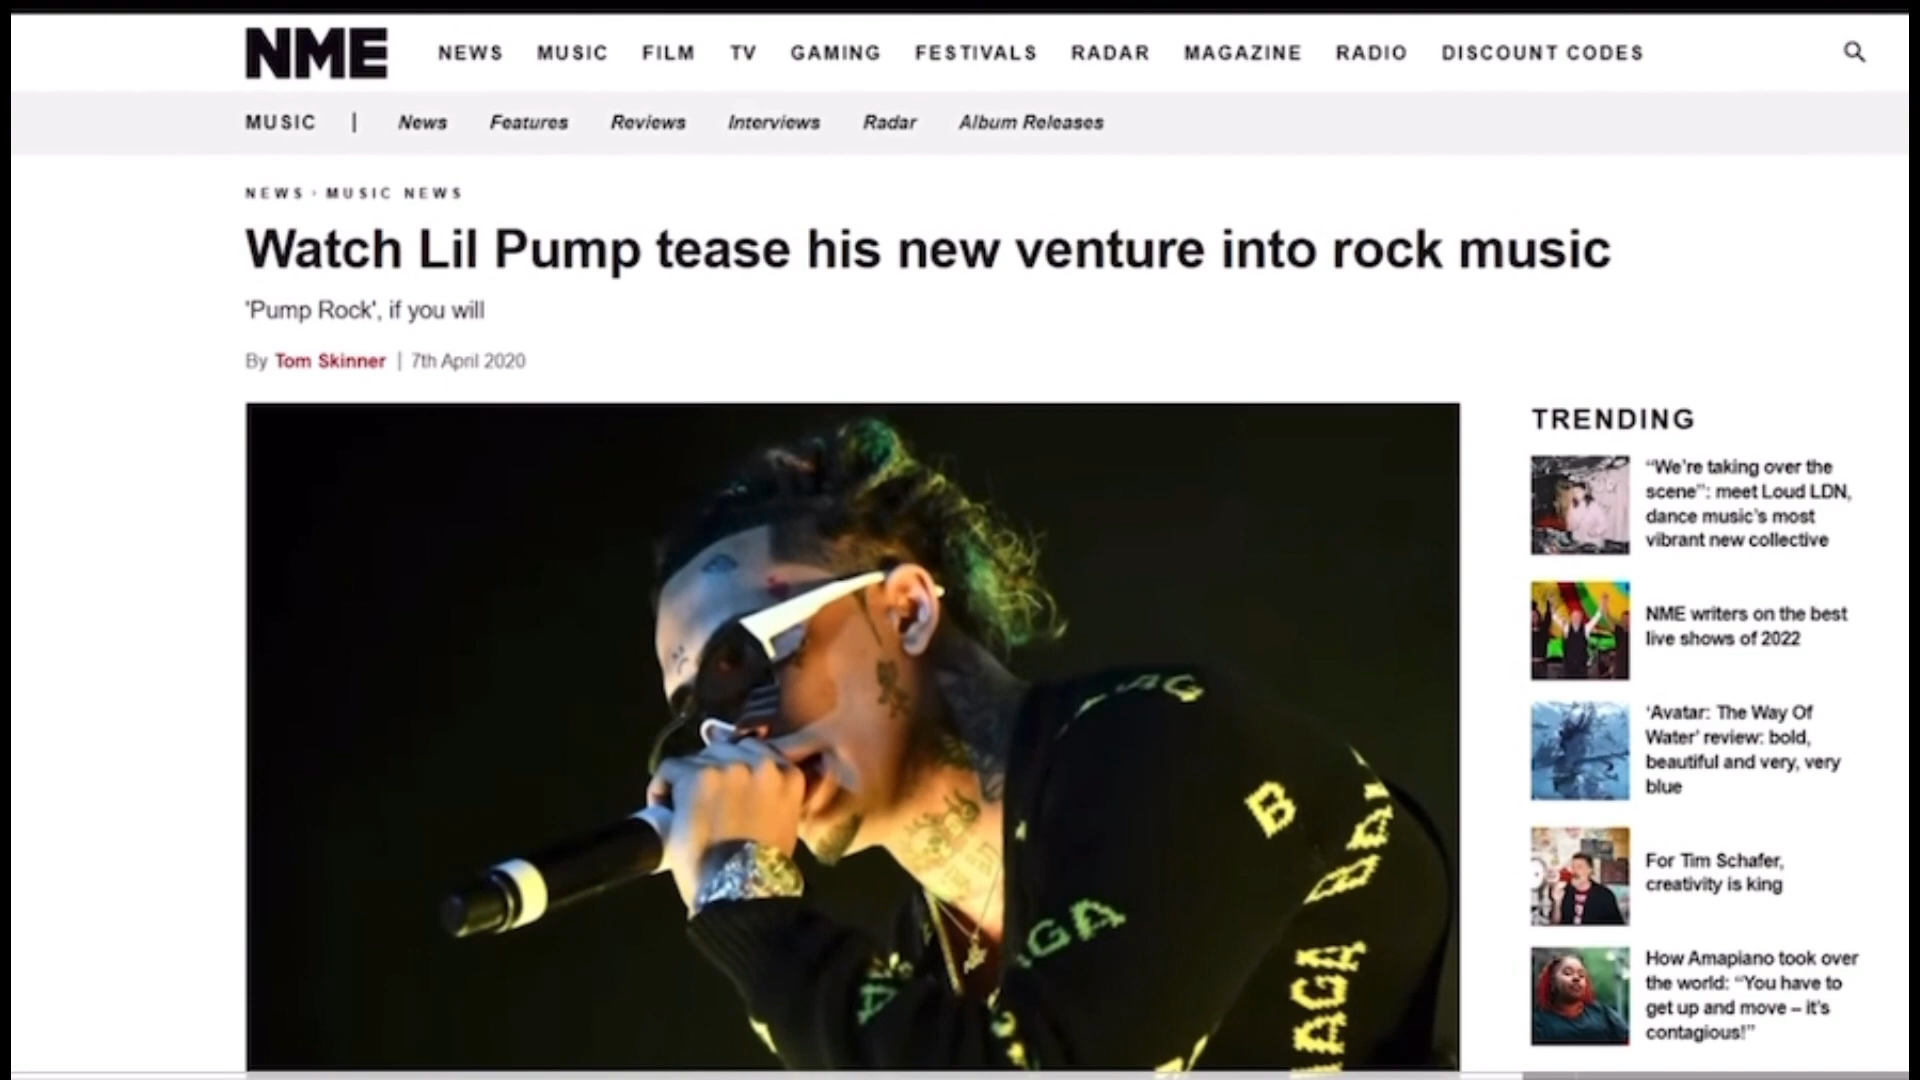 NME
NEWS MUSIC FILM TV GAMING FESTIVALS RADAR MAGAZINE RADIO DISCOUNT CODES
MUSIC | News Features Reviews Interviews Radar Album Releases
NEWS › MUSIC NEWS
Watch Lil Pump tease his new venture into rock music
'Pump Rock', if you will
By Tom Skinner | 7th April 2020
TRENDING
“We’re taking over the
scene”: meet Loud LDN,
dance music’s most
vibrant new collective
NME writers on the best
live shows of 2022
‘Avatar: The Way Of
Water’ review: bold,
beautiful and very, very
blue
For Tim Schafer,
creativity is king
How Amapiano took over
the world: “You have to
get up and move – it’s
contagious!”
B